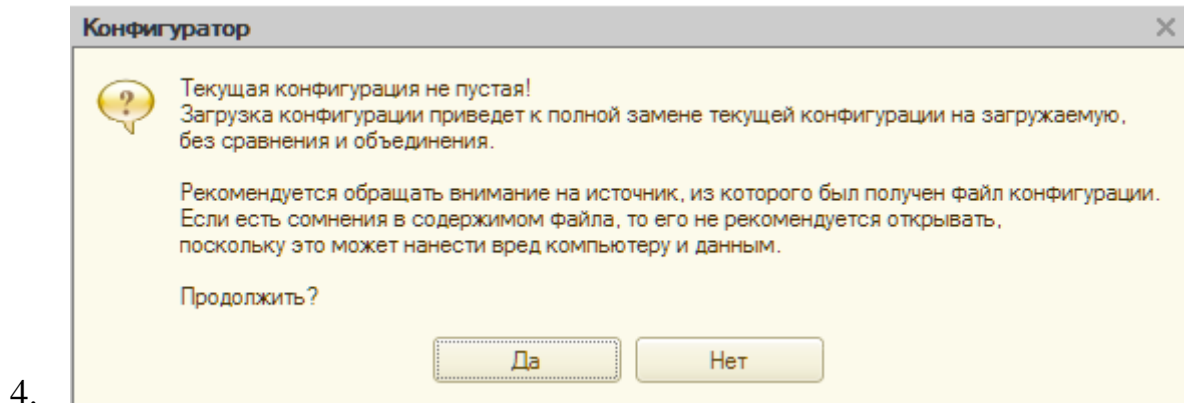 Конфигуратор
Текущая конфигурация не пустая!
Загрузка конфигурации приведет к полной замене текущей конфигурации на загружаемую,
без сравнения и объединения.
Рекомендуется обращать внимание на источник, из которого был получен файл конфигурации.
Если есть сомнения в содержимом файла, то его не рекомендуется открывать,
поскольку это может нанести вред компьютеру и данным.
Продолжить?
Да Нет
4.